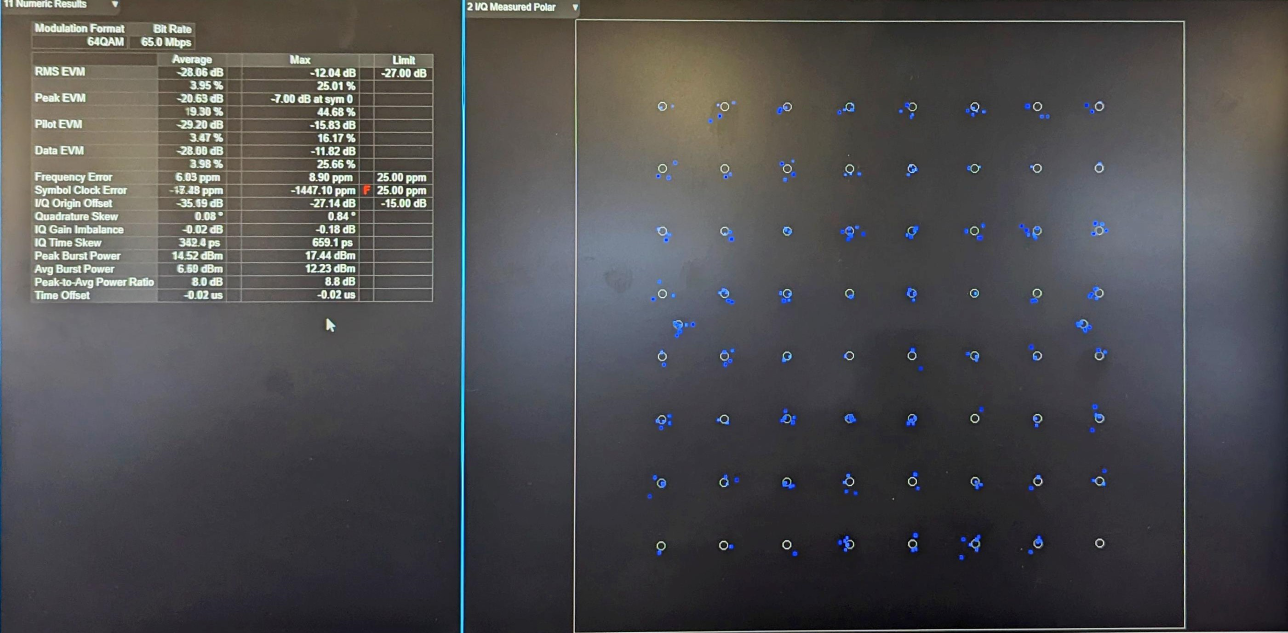 11 Numeric Results
2 I/Q Measured Polar
Modulation Format Bit Rate
64QAM 65.0 Mbps
Average Max Limit
RMS EVM -28.06 dB -12.04 dB -27.00 dB
3.95 % 25.01 %
Peak EVM -20.63 dB -7.00 dB at sym 0
19.30 % 44.68 %
Pilot EVM -29.20 dB -15.83 dB
3.47 % 16.17 %
Data EVM -28.00 dB -11.82 dB
3.98 % 25.66 %
Frequency Error 6.03 ppm 8.90 ppm 25.00 ppm
Symbol Clock Error ppm -1447.10 ppm F 25.00 ppm
I/Q Origin Offset dB -27.14 dB -15.00 dB
Quadrature Skew 0.08 ° 0.84 °
IQ Gain Imbalance -0.02 dB -0.18 dB
IQ Time Skew 342.4 ps 659.1 ps
Peak Burst Power 14.52 dBm 17.44 dBm
Avg Burst Power dBm 12.23 dBm
Peak-to-Avg Power Ratio 8.0 dB 8.8 dB
Time Offset -0.02 us -0.02 us